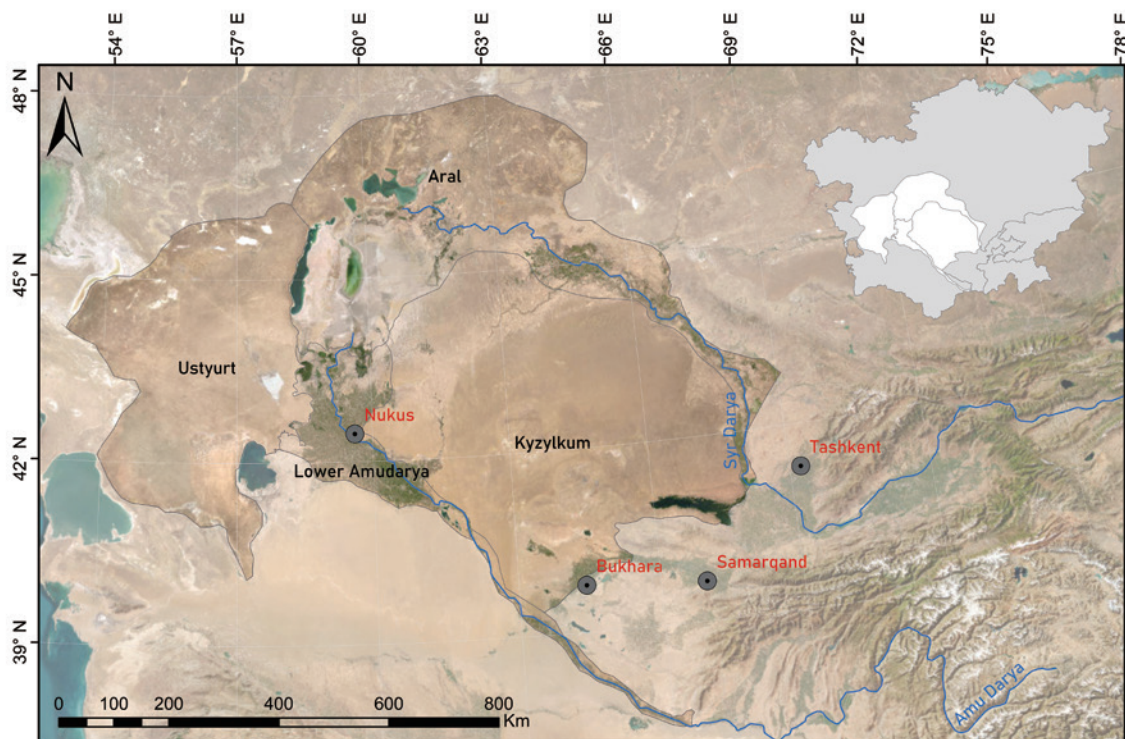 54° E
57° E
60° E
63° E
66° E
69° E
72° E
75° E
78° E
48° N
45° N
42° N
39° N
N
Aral
Ustyurt
Nukus
Kyzylkum
Syr Darya
Tashkent
Lower Amudarya
Bukhara
Samarqand
Amu Darya
0 100 200 400 600 800
Km